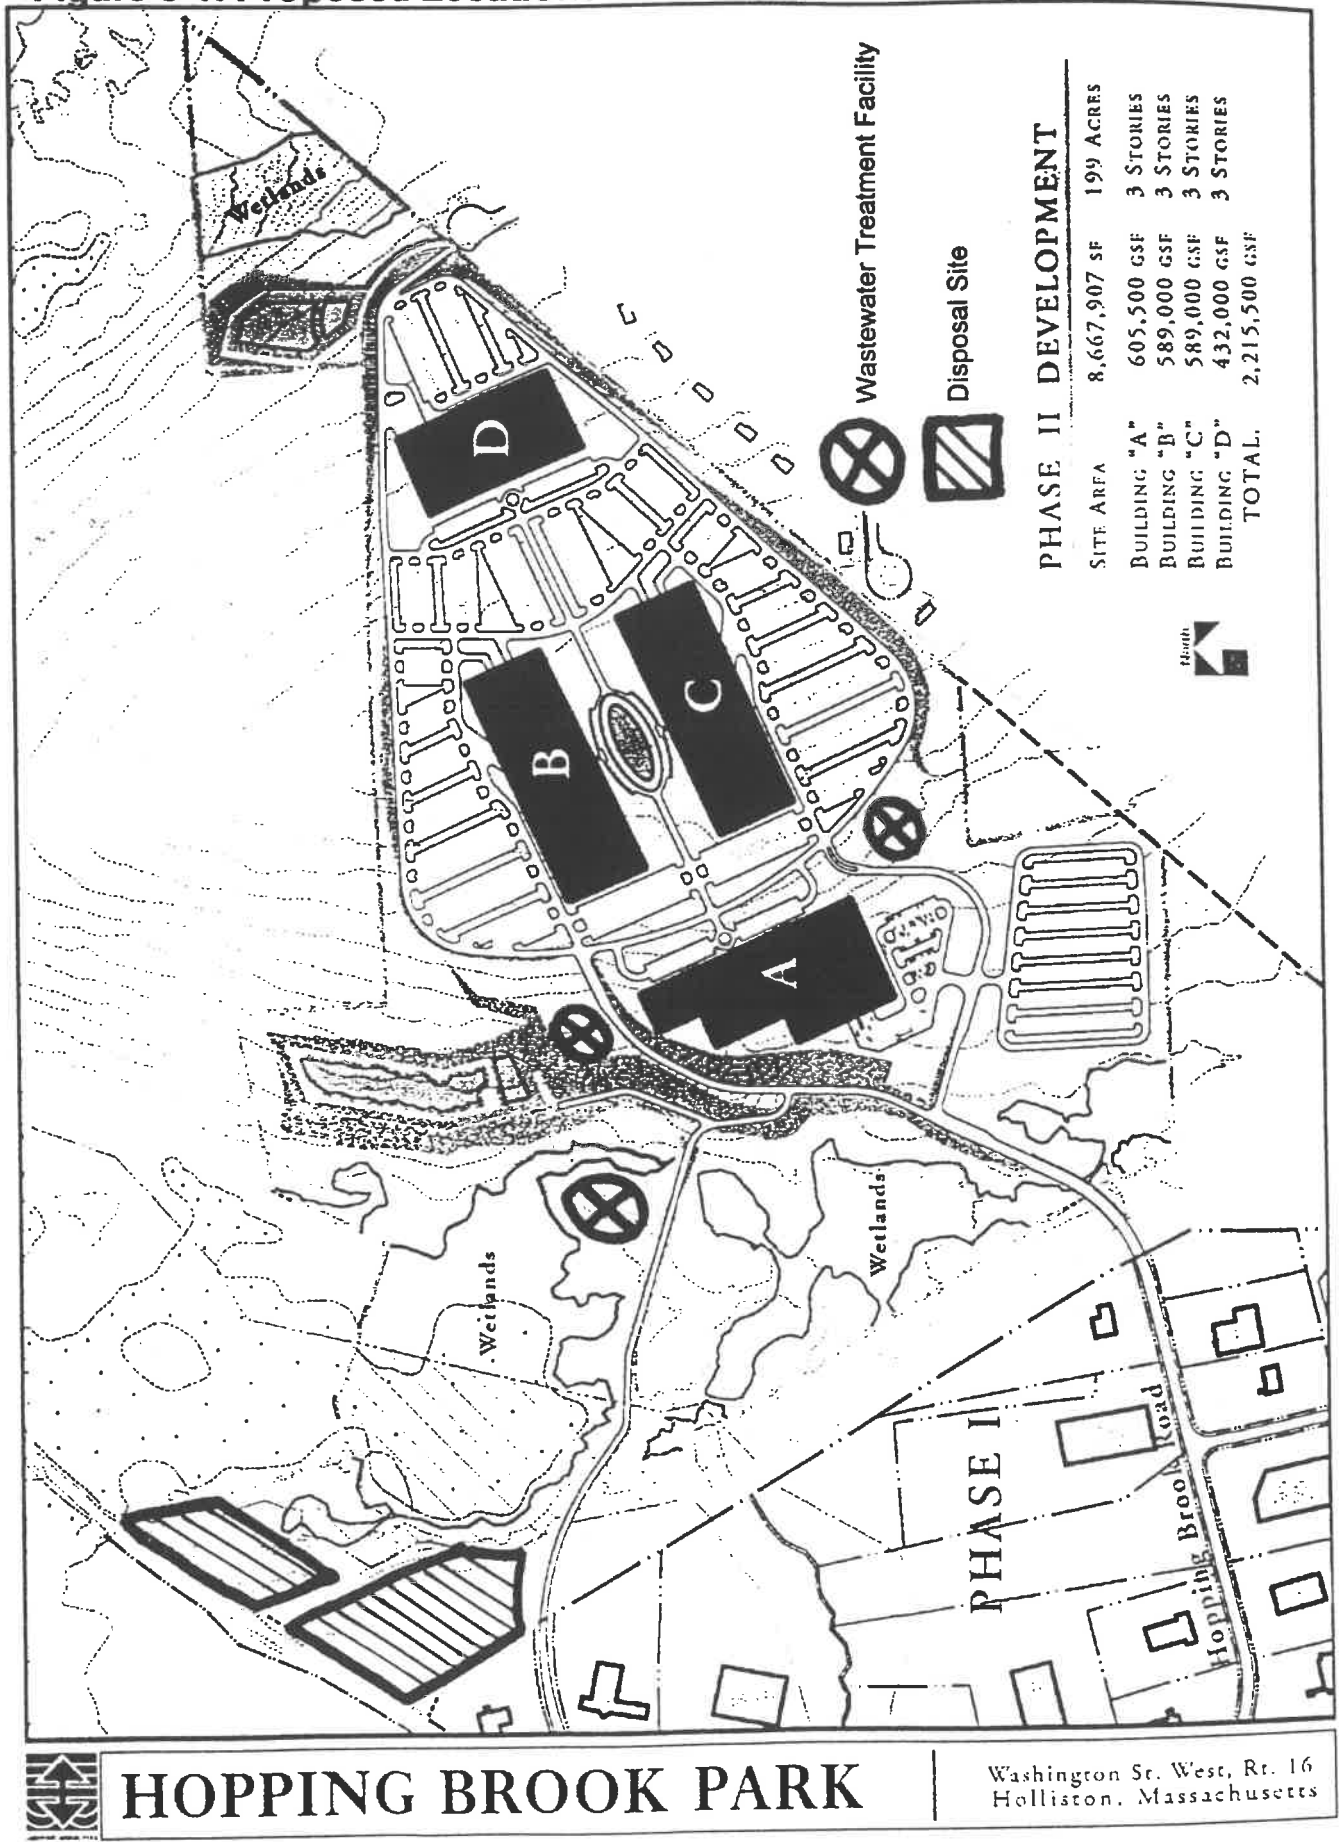 Wastewater Treatment Facility
Disposal Site
PHASE II DEVELOPMENT
SITE AREA 8,667,907 SF 199 ACRES
BUILDING "A" 605,500 GSF 3 STORIES
BUILDING "B" 589,000 GSF 3 STORIES
BUILDING "C" 589,000 GSF 3 STORIES
BUILDING "D" 432,000 GSF 3 STORIES
TOTAL. 2,215,500 GSF
North
Wetlands
D
B
C
A
Wetlands
Wetlands
PHASE I
Hopping Brook Road
HOPPING BROOK PARK
Washington St. West, Rt. 16
Holliston, Massachusetts